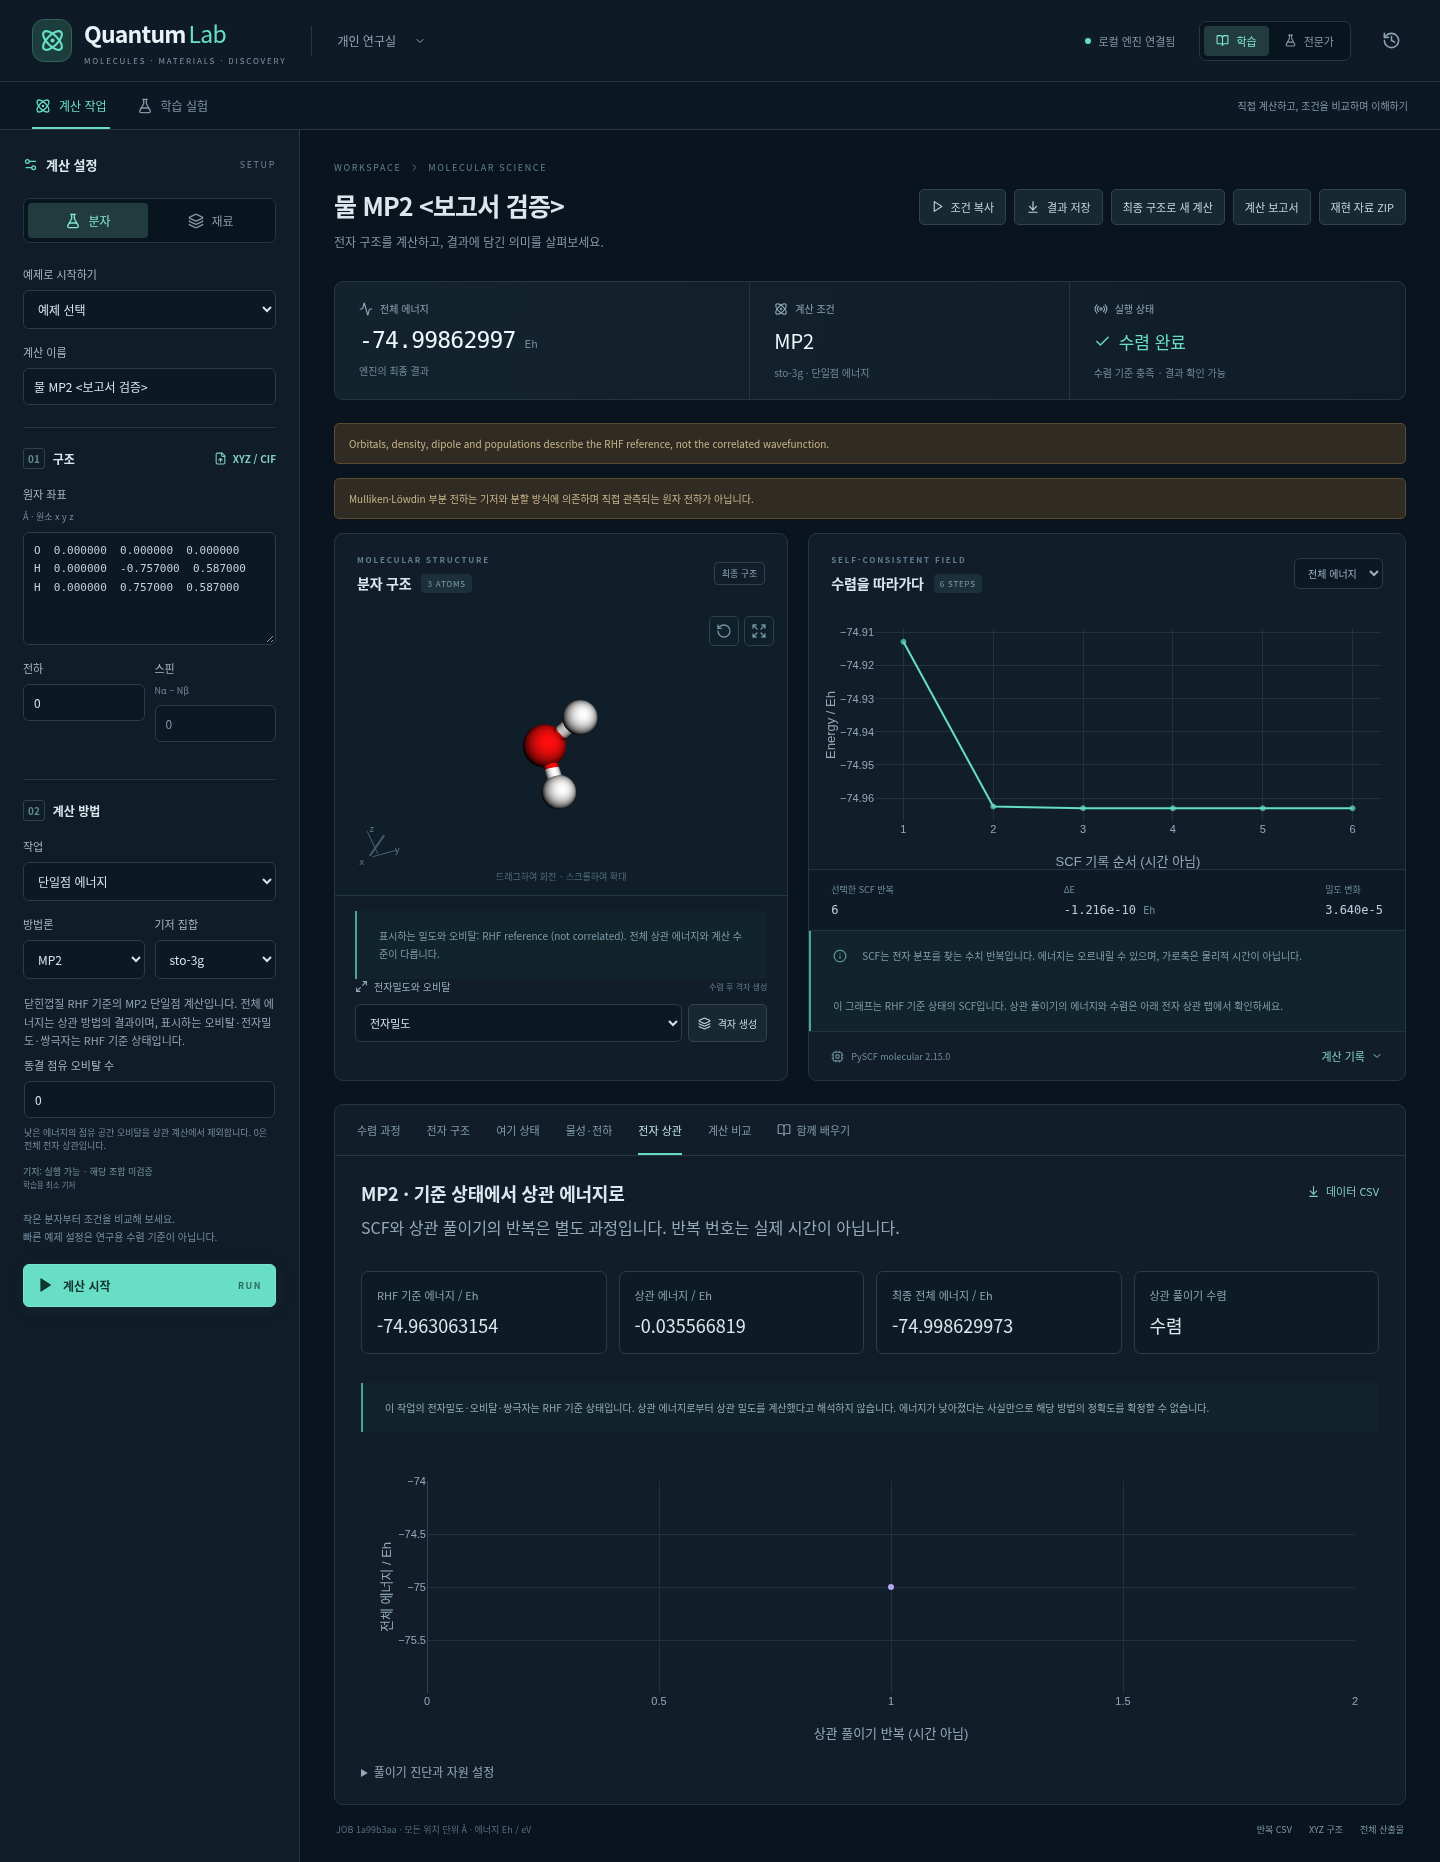 Quantum Lab
MOLECULES · MATERIALS · DISCOVERY
개인 연구실
로컬 엔진 연결됨
학습
전문가
계산 작업
학습 실험
직접 계산하고, 조건을 비교하며 이해하기
계산 설정
SETUP
분자
재료
예제로 시작하기
예제 선택
계산 이름
물 MP2 <보고서 검증>
01 구조
XYZ / CIF
원자 좌표
Å · 원소 x y z
O 0.000000 0.000000 0.000000
H 0.000000 -0.757000 0.587000
H 0.000000 0.757000 0.587000
전하
스핀
Nα − Nβ
0
0
02 계산 방법
작업
단일점 에너지
방법론
기저 집합
MP2
sto-3g
닫힌껍질 RHF 기준의 MP2 단일점 계산입니다. 전체 에
너지는 상관 방법의 결과이며, 표시하는 오비탈·전자밀
도·쌍극자는 RHF 기준 상태입니다.
동결 점유 오비탈 수
0
낮은 에너지의 점유 공간 오비탈을 상관 계산에서 제외합니다. 0은
전체 전자 상관입니다.
기저: 실행 가능 · 해당 조합 미검증
학습용 최소 기저
작은 분자부터 조건을 비교해 보세요.
빠른 예제 설정은 연구용 수렴 기준이 아닙니다.
계산 시작
RUN
WORKSPACE > MOLECULAR SCIENCE
물 MP2 <보고서 검증>
전자 구조를 계산하고, 결과에 담긴 의미를 살펴보세요.
조건 복사
결과 저장
최종 구조로 새 계산
계산 보고서
재현 자료 ZIP
전체 에너지
-74.99862997 Eh
엔진의 최종 결과
계산 조건
MP2
sto-3g · 단일점 에너지
실행 상태
수렴 완료
수렴 기준 충족 · 결과 확인 가능
Orbitals, density, dipole and populations describe the RHF reference, not the correlated wavefunction.
Mulliken·Löwdin 부분 전하는 기저와 분할 방식에 의존하며 직접 관측되는 원자 전하가 아닙니다.
MOLECULAR STRUCTURE
분자 구조
3 ATOMS
최종 구조
z
y
x
드래그하여 회전 · 스크롤하여 확대
표시하는 밀도와 오비탈: RHF reference (not correlated). 전체 상관 에너지와 계산 수
준이 다릅니다.
전자밀도와 오비탈
수렴 후 격자 생성
전자밀도
격자 생성
SELF-CONSISTENT FIELD
수렴을 따라가다
6 STEPS
전체 에너지
−74.91
−74.92
−74.93
−74.94
−74.95
−74.96
Energy / Eh
1 2 3 4 5 6
SCF 기록 순서 (시간 아님)
선택한 SCF 반복
6
ΔE
-1.216e-10 Eh
밀도 변화
3.640e-5
SCF는 전자 분포를 찾는 수치 반복입니다. 에너지는 오르내릴 수 있으며, 가로축은 물리적 시간이 아닙니다.
이 그래프는 RHF 기준 상태의 SCF입니다. 상관 풀이기의 에너지와 수렴은 아래 전자 상관 탭에서 확인하세요.
PySCF molecular 2.15.0
계산 기록
수렴 과정
전자 구조
여기 상태
물성·전하
전자 상관
계산 비교
함께 배우기
MP2 · 기준 상태에서 상관 에너지로
데이터 CSV
SCF와 상관 풀이기의 반복은 별도 과정입니다. 반복 번호는 실제 시간이 아닙니다.
RHF 기준 에너지 / Eh
-74.963063154
상관 에너지 / Eh
-0.035566819
최종 전체 에너지 / Eh
-74.998629973
상관 풀이기 수렴
수렴
이 작업의 전자밀도·오비탈·쌍극자는 RHF 기준 상태입니다. 상관 에너지로부터 상관 밀도를 계산했다고 해석하지 않습니다. 에너지가 낮아졌다는 사실만으로 해당 방법의 정확도를 확정할 수 없습니다.
−74
−74.5
−75
−75.5
전체 에너지 / Eh
0 0.5 1 1.5 2
상관 풀이기 반복 (시간 아님)
풀이기 진단과 자원 설정
JOB 1a99b3aa · 모든 위치 단위 Å · 에너지 Eh / eV
반복 CSV
XYZ 구조
전체 산출물